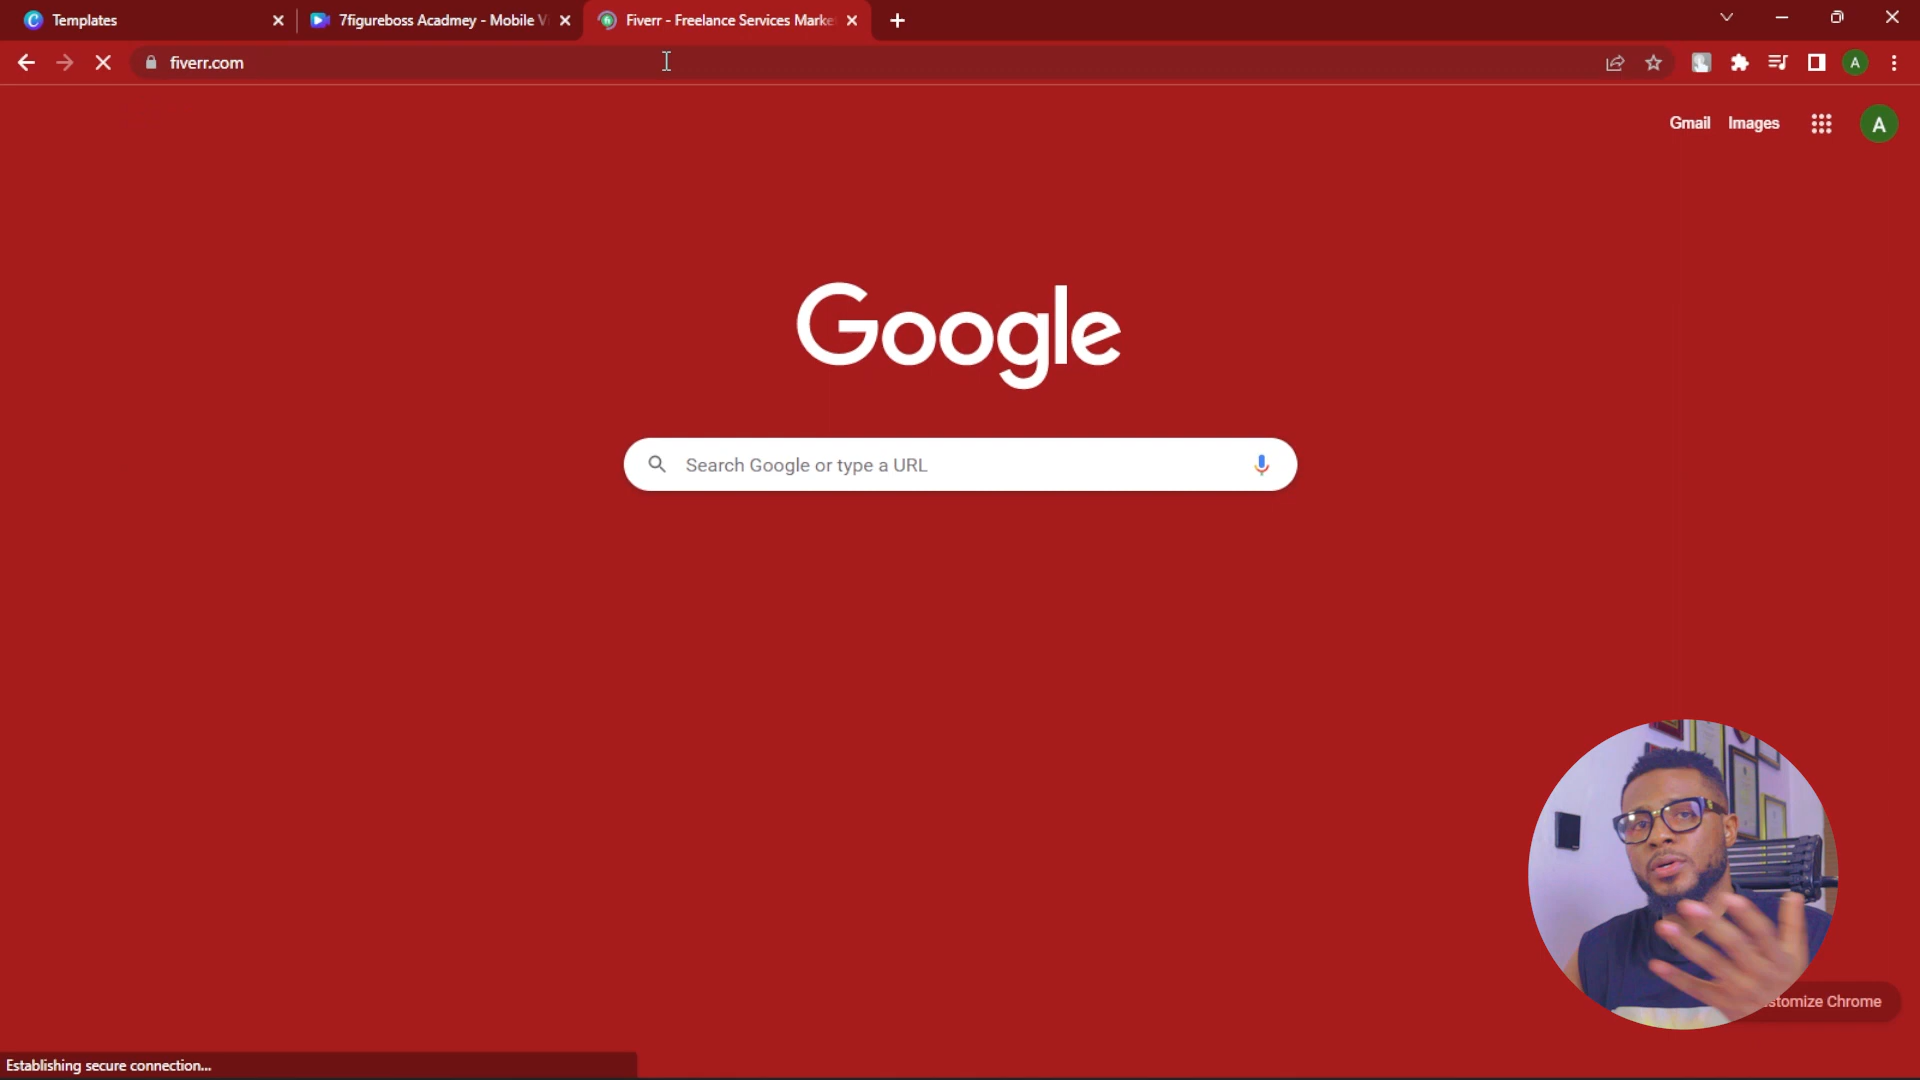 Templates
7figureboss Acadmey - Mobile V
Fiverr - Freelance Services Marke
fiverr.com
A
Gmail
Images
A
Google
Search Google or type a URL
stomize Chrome
Establishing secure connection...